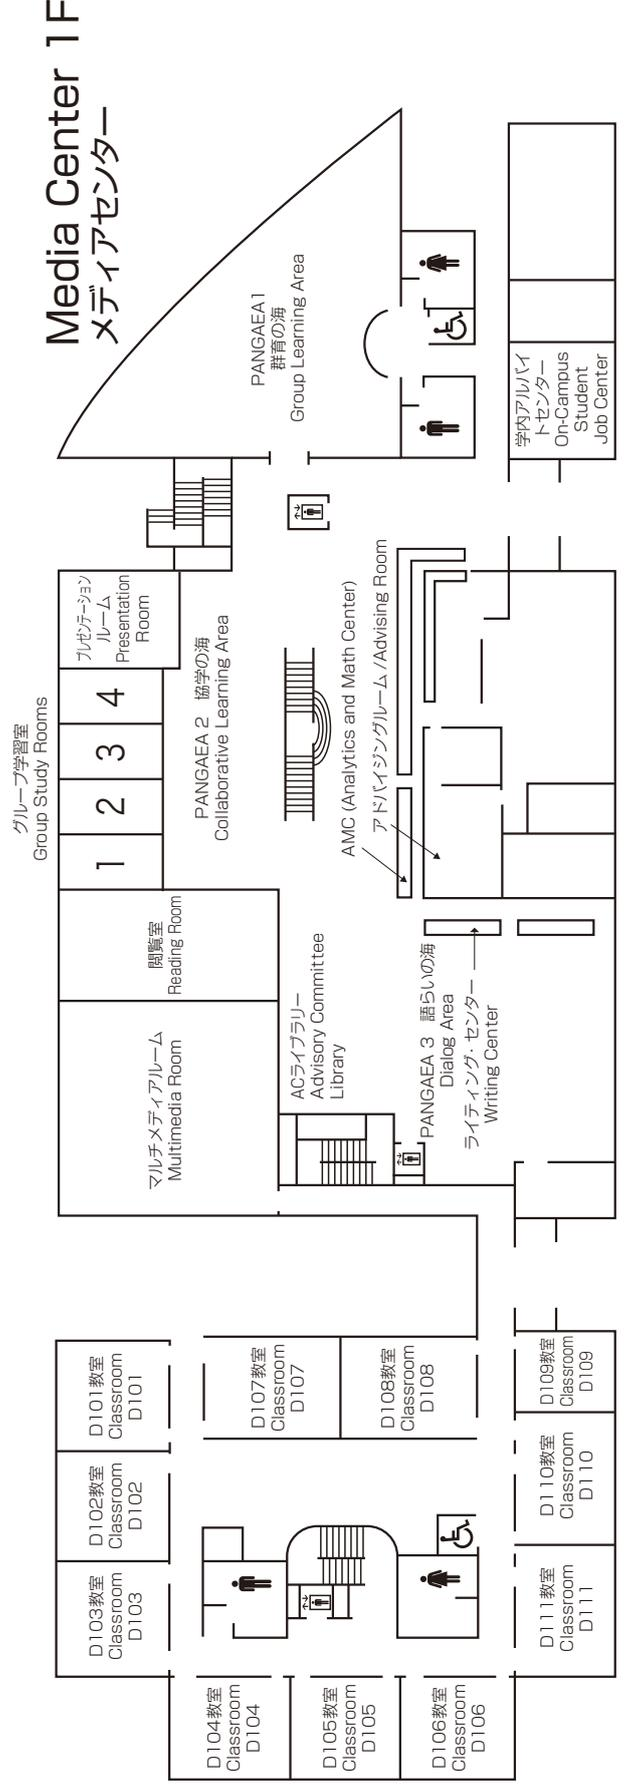 Media Center 1F
メディアセンター
PANGAEA1
群育の海
Group Learning Area
学内アルバイ
トセンター
On-Campus
Student
Job Center
グループ学習室
Group Study Rooms
1
2
3
4
プレゼンテーション
ルーム
Presentation
Room
PANGAEA 2 協学の海
Collaborative Learning Area
AMC (Analytics and Math Center)
アドバイジングルーム/Advising Room
閲覧室
Reading Room
マルチメディアルーム
Multimedia Room
ACライブラリー
Advisory Committee
Library
PANGAEA 3 語らいの海
Dialog Area
ライティング・センター
Writing Center
D101教室
Classroom
D101
D102教室
Classroom
D102
D103教室
Classroom
D103
D104教室
Classroom
D104
D105教室
Classroom
D105
D106教室
Classroom
D106
D107教室
Classroom
D107
D108教室
Classroom
D108
D109教室
Classroom
D109
D110教室
Classroom
D110
D111教室
Classroom
D111